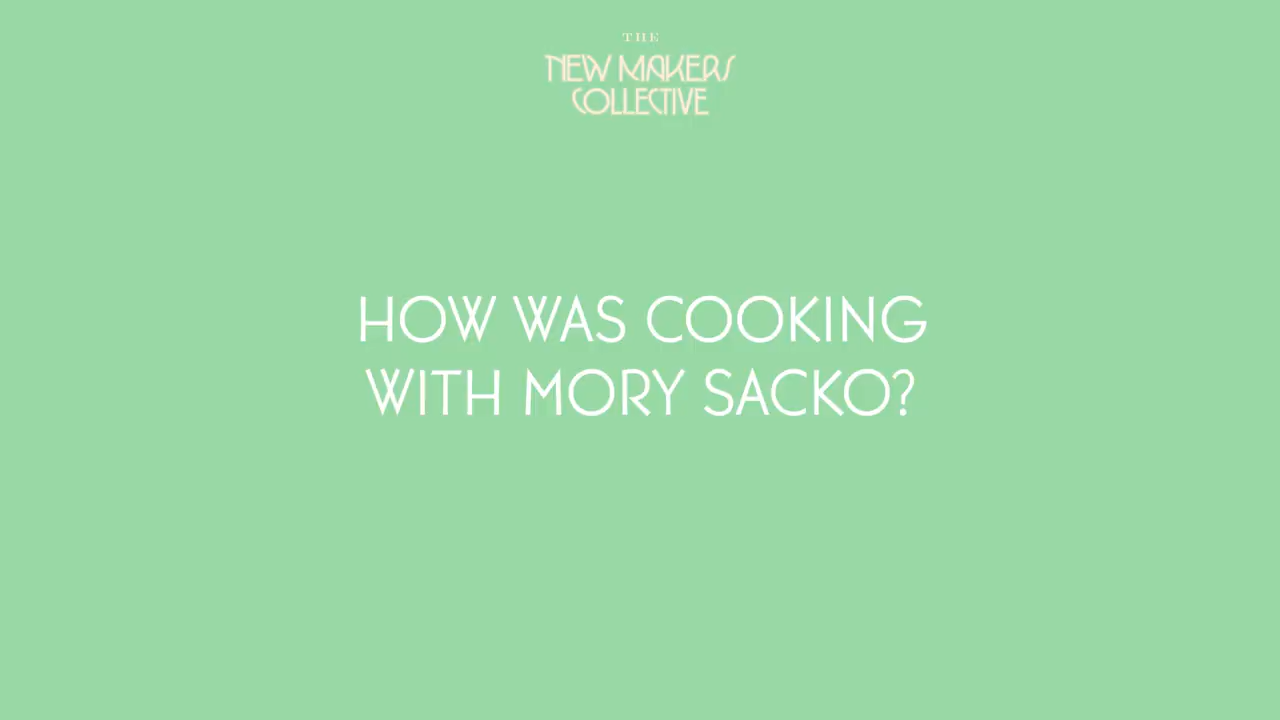 THE
NEW MAKERS
COLLECTIVE
HOW WAS COOKING
WITH MORY SACKO?